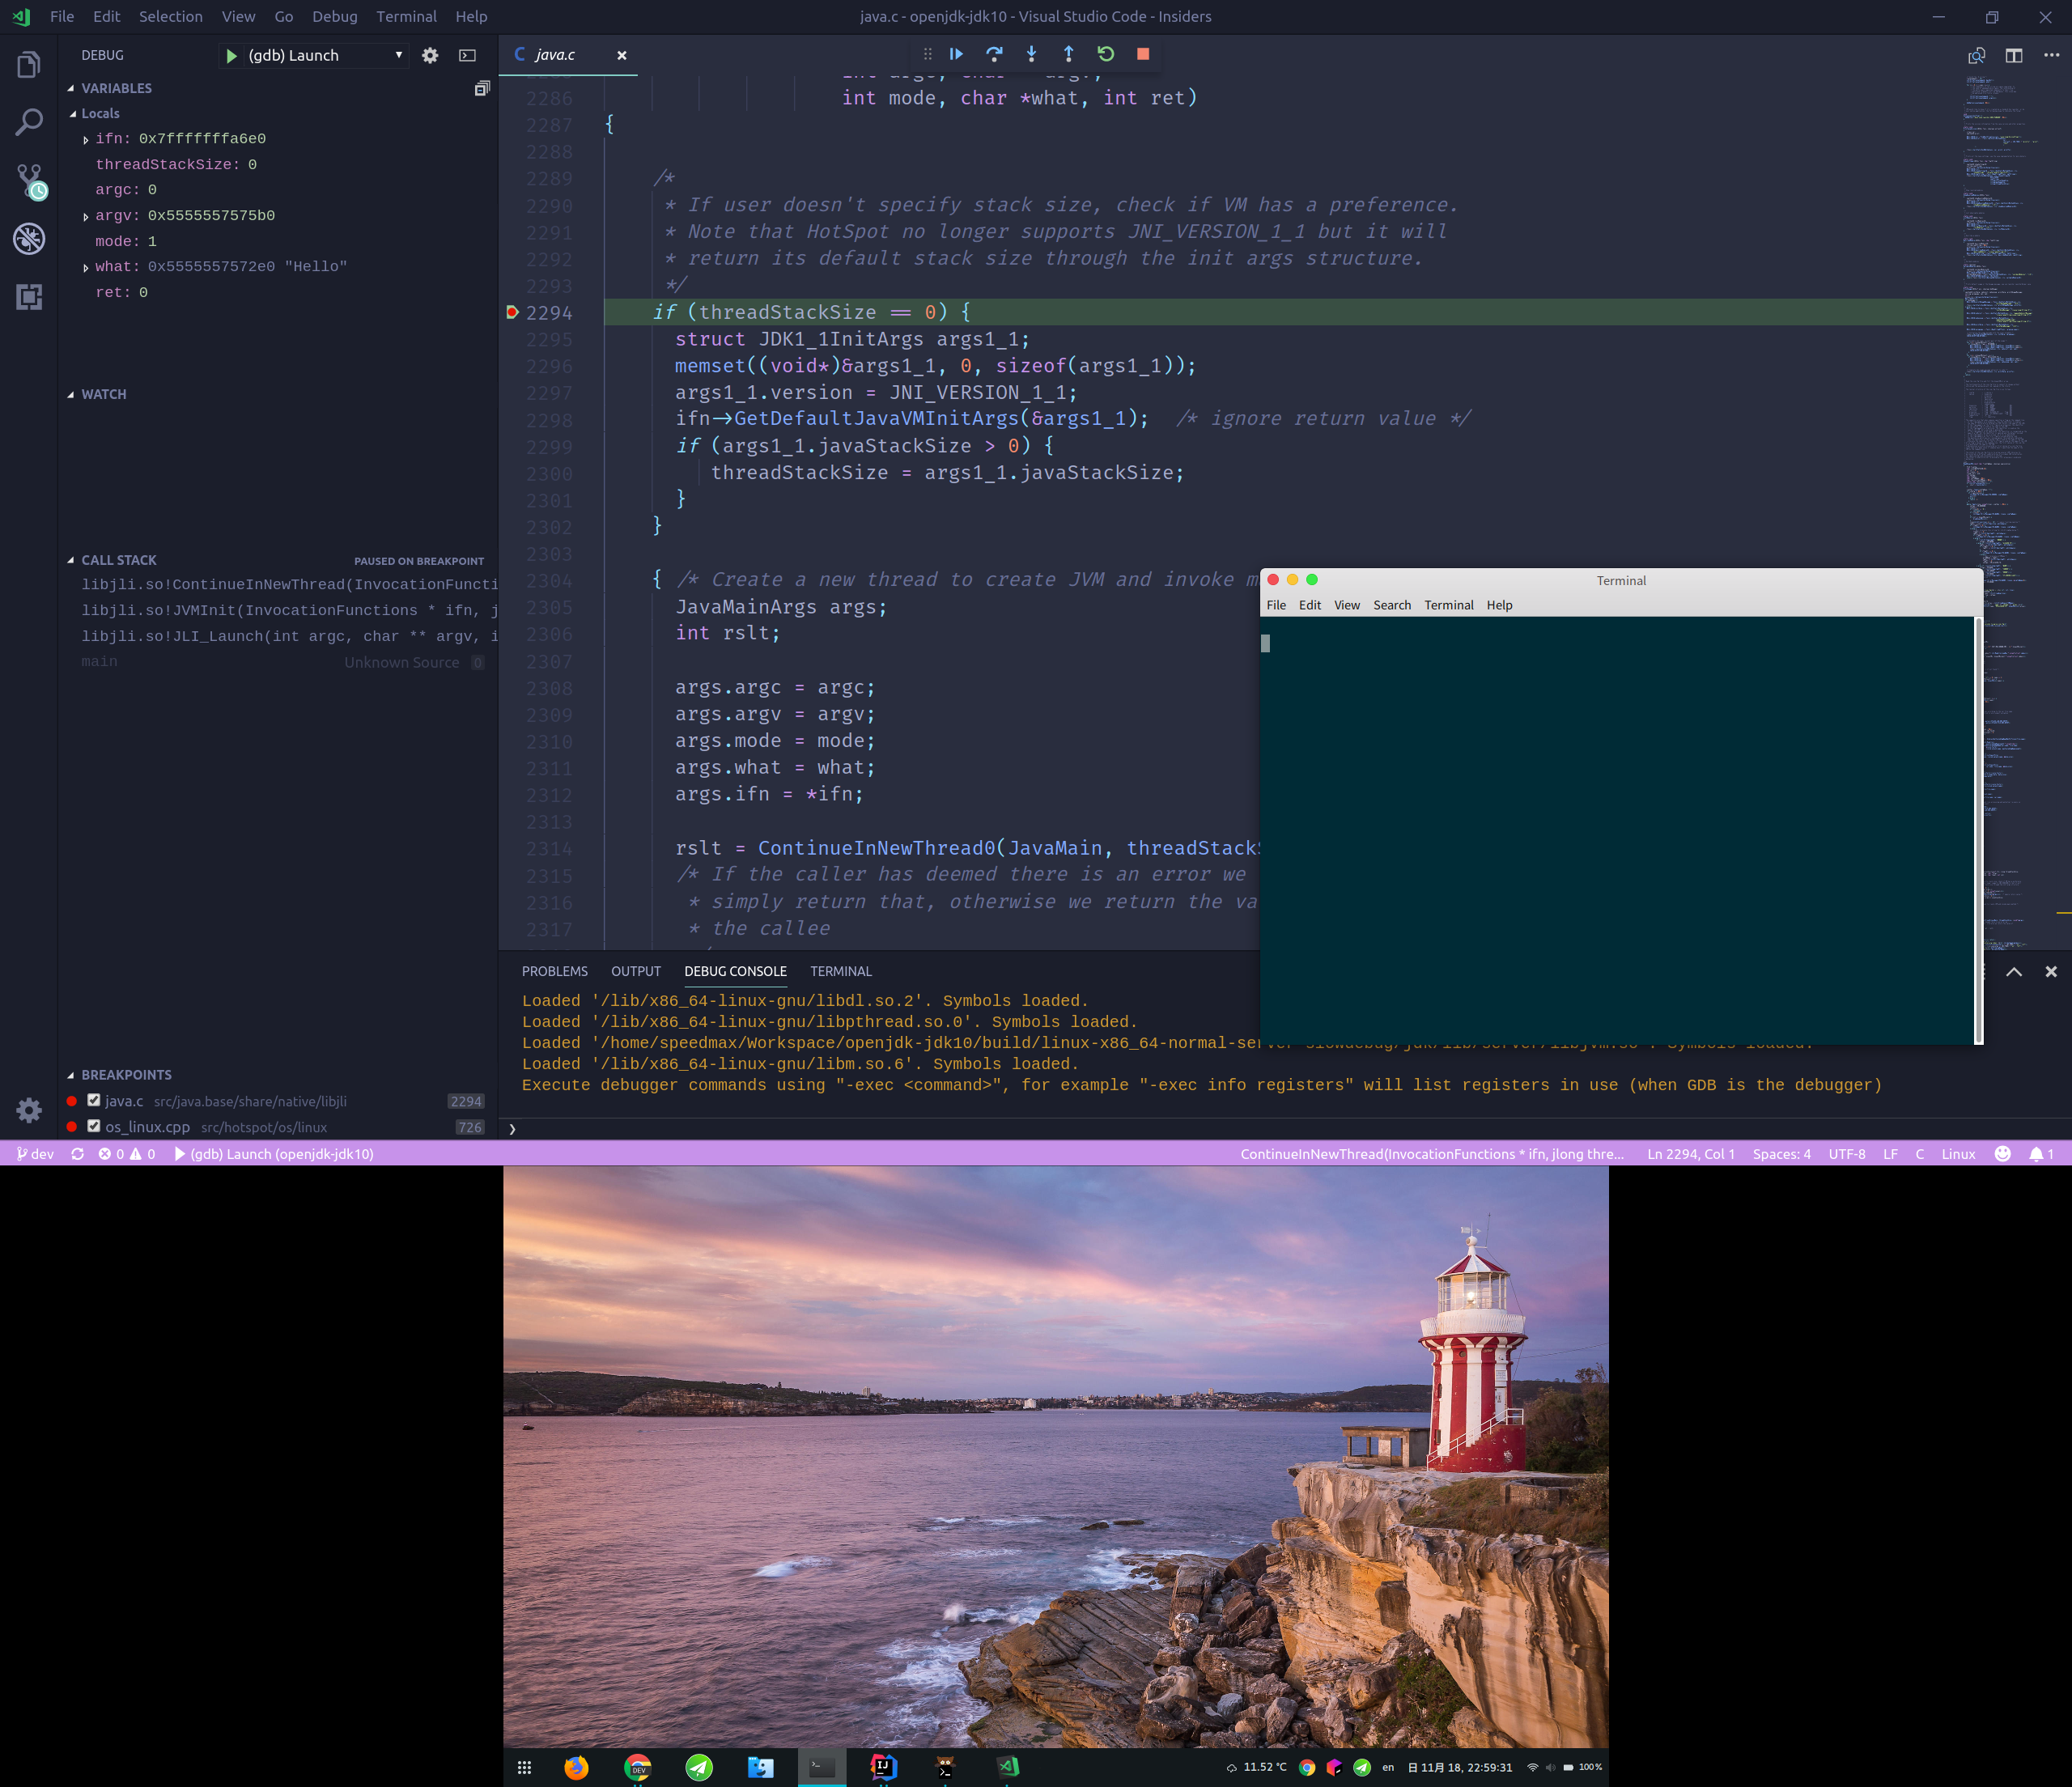 File Edit Selection View Go Debug Terminal Help
java.c - openjdk-jdk10 - Visual Studio Code - Insiders
DEBUG
(gdb) Launch
VARIABLES
Locals
ifn: 0x7fffffffa6e0
threadStackSize: 0
argc: 0
argv: 0x5555557575b0
mode: 1
what: 0x5555557572e0 "Hello"
ret: 0
WATCH
CALL STACK
PAUSED ON BREAKPOINT
libjli.so!ContinueInNewThread(InvocationFuncti
libjli.so!JVMInit(InvocationFunctions * ifn, j
libjli.so!JLI_Launch(int argc, char ** argv, i
main Unknown Source 0
BREAKPOINTS
java.c src/java.base/share/native/libjli 2294
os_linux.cpp src/hotspot/os/linux 726
C java.c
2286 int mode, char *what, int ret)
2287 {
2288
2289 /*
2290 * If user doesn't specify stack size, check if VM has a preference.
2291 * Note that HotSpot no longer supports JNI_VERSION_1_1 but it will
2292 * return its default stack size through the init args structure.
2293 */
2294 if (threadStackSize == 0) {
2295 struct JDK1_1InitArgs args1_1;
2296 memset((void*)&args1_1, 0, sizeof(args1_1));
2297 args1_1.version = JNI_VERSION_1_1;
2298 ifn->GetDefaultJavaVMInitArgs(&args1_1); /* ignore return value */
2299 if (args1_1.javaStackSize > 0) {
2300 threadStackSize = args1_1.javaStackSize;
2301 }
2302 }
2303
2304 { /* Create a new thread to create JVM and invoke m
2305 JavaMainArgs args;
2306 int rslt;
2307
2308 args.argc = argc;
2309 args.argv = argv;
2310 args.mode = mode;
2311 args.what = what;
2312 args.ifn = *ifn;
2313
2314 rslt = ContinueInNewThread0(JavaMain, threadStack
2315 /* If the caller has deemed there is an error we
2316 * simply return that, otherwise we return the va
2317 * the callee
Terminal
File Edit View Search Terminal Help
PROBLEMS OUTPUT DEBUG CONSOLE TERMINAL
Loaded '/lib/x86_64-linux-gnu/libdl.so.2'. Symbols loaded.
Loaded '/lib/x86_64-linux-gnu/libpthread.so.0'. Symbols loaded.
Loaded '/home/speedmax/Workspace/openjdk-jdk10/build/linux-x86_64-normal-server-slowdebug/jdk/lib/server/libjvm.so'. Symbols loaded.
Loaded '/lib/x86_64-linux-gnu/libm.so.6'. Symbols loaded.
Execute debugger commands using "-exec <command>", for example "-exec info registers" will list registers in use (when GDB is the debugger)
dev 0 0 (gdb) Launch (openjdk-jdk10)
ContinueInNewThread(InvocationFunctions * ifn, jlong thre... Ln 2294, Col 1 Spaces: 4 UTF-8 LF C Linux 1
DEV
IJ
11.52 °C en 日 11月 18, 22:59:31 100%